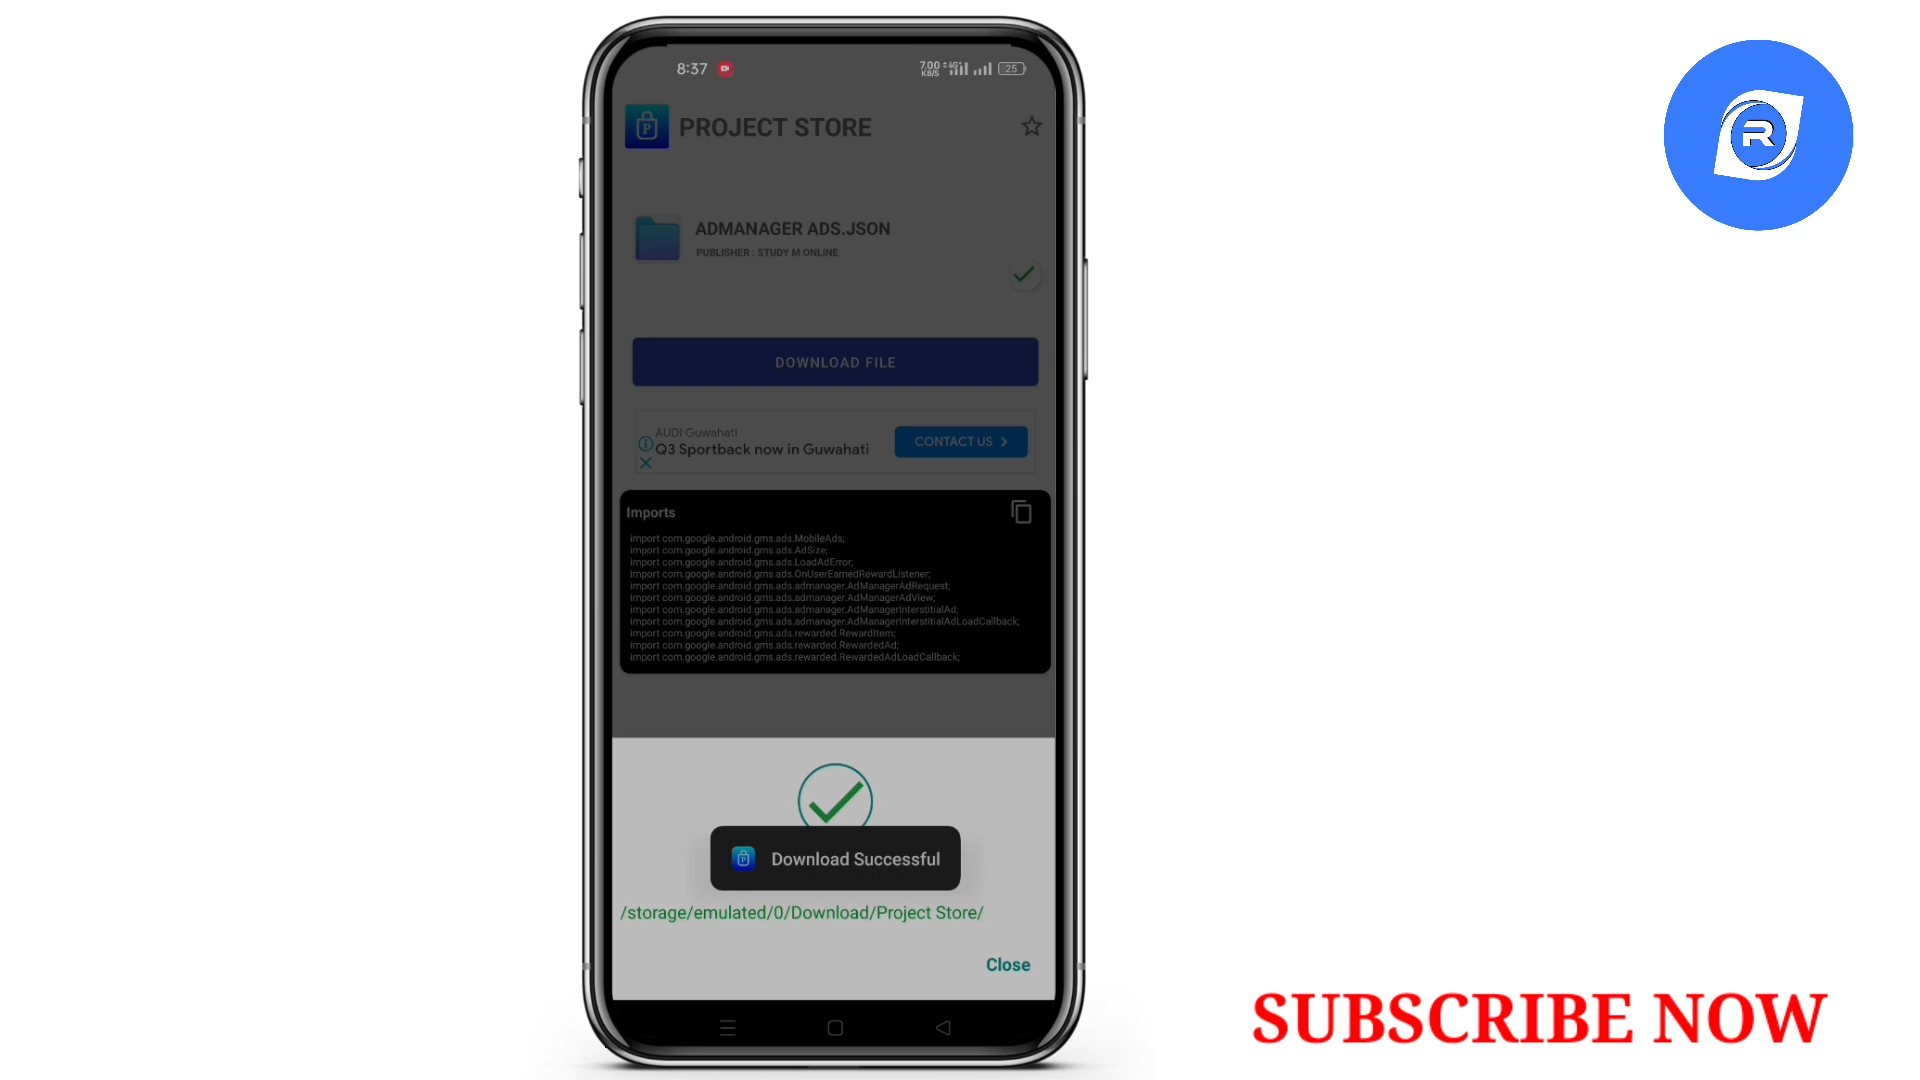 8:37
7.00 KB/S 4G+ 25
PROJECT STORE
ADMANAGER ADS.JSON
PUBLISHER : STUDY M ONLINE
DOWNLOAD FILE
AUDI Guwahati
Q3 Sportback now in Guwahati
CONTACT US
Imports
import com.google.android.gms.ads.MobileAds;
import com.google.android.gms.ads.AdSize;
import com.google.android.gms.ads.LoadAdError;
import com.google.android.gms.ads.OnUserEarnedRewardListener;
import com.google.android.gms.ads.admanager.AdManagerAdRequest;
import com.google.android.gms.ads.admanager.AdManagerAdView;
import com.google.android.gms.ads.admanager.AdManagerInterstitialAd;
import com.google.android.gms.ads.admanager.AdManagerInterstitialAdLoadCallback;
import com.google.android.gms.ads.rewarded.RewardItem;
import com.google.android.gms.ads.rewarded.RewardedAd;
import com.google.android.gms.ads.rewarded.RewardedAdLoadCallback;
Download Successful
/storage/emulated/0/Download/Project Store/
Close
R
SUBSCRIBE NOW